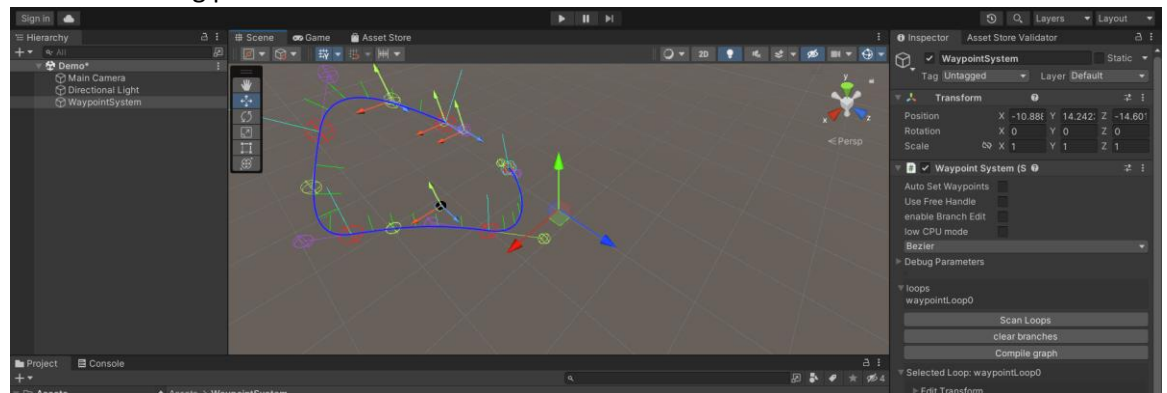 Sign in
Layers
Layout
Hierarchy
Scene
Game
Asset Store
Inspector
Asset Store Validator
All
2D
Demo*
Main Camera
Directional Light
WaypointSystem
WaypointSystem
Static
Tag Untagged
Layer Default
Transform
Position X -10.888 Y 14.242 Z -14.601
Rotation X 0 Y 0 Z 0
Scale X 1 Y 1 Z 1
y
x
z
Persp
Waypoint System (S
Auto Set Waypoints
Use Free Handle
enable Branch Edit
low CPU mode
Bezier
Debug Parameters
loops
waypointLoop0
Scan Loops
clear branches
Compile graph
Selected Loop: waypointLoop0
Edit Transform
Project
Console
4